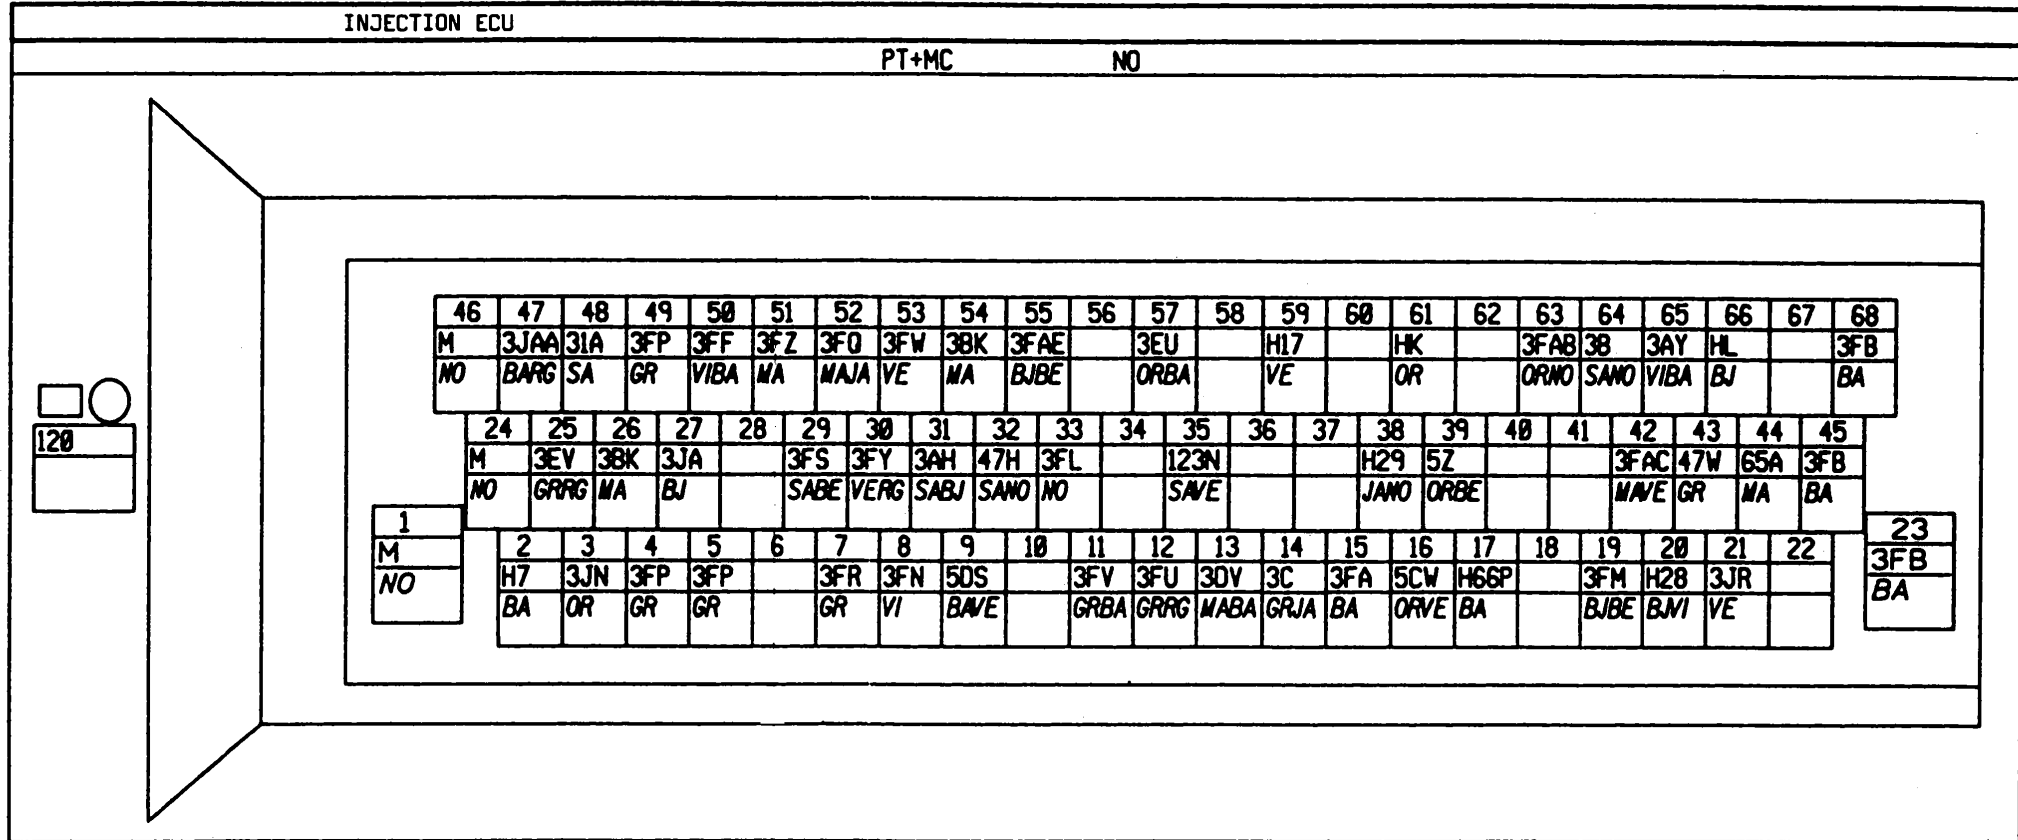 INJECTION ECU
PT+MC NO
46 47 48 49 50 51 52 53 54 55 56 57 58 59 60 61 62 63 64 65 66 67 68
M 3JAA 31A 3FP 3FF 3FZ 3FQ 3FW 3BK 3FAE 3EU H17 HK 3FAB 3B 3AY HL 3FB
NO BARG SA GR VIBA MA MAJA VE MA BJBE ORBA VE OR ORNO SANO VIBA BJ BA
120
24 25 26 27 28 29 30 31 32 33 34 35 36 37 38 39 40 41 42 43 44 45
M 3EV 3BK 3JA 3FS 3FY 3AH 47H 3FL 123N H29 5Z 3FAC 47W 65A 3FB
NO GRRG MA BJ SABE VERG SABJ SANO NO SAVE JANO ORBE MAVE GR MA BA
1
M
NO
2 3 4 5 6 7 8 9 10 11 12 13 14 15 16 17 18 19 20 21 22
H7 3JN 3FP 3FP 3FR 3FN 5DS 3FV 3FU 3DV 3C 3FA 5CW H66P 3FM H28 3JR
BA OR GR GR GR VI BAVE GRBA GRRG MABA GRJA BA ORVE BA BJBE BJVI VE
23
3FB
BA